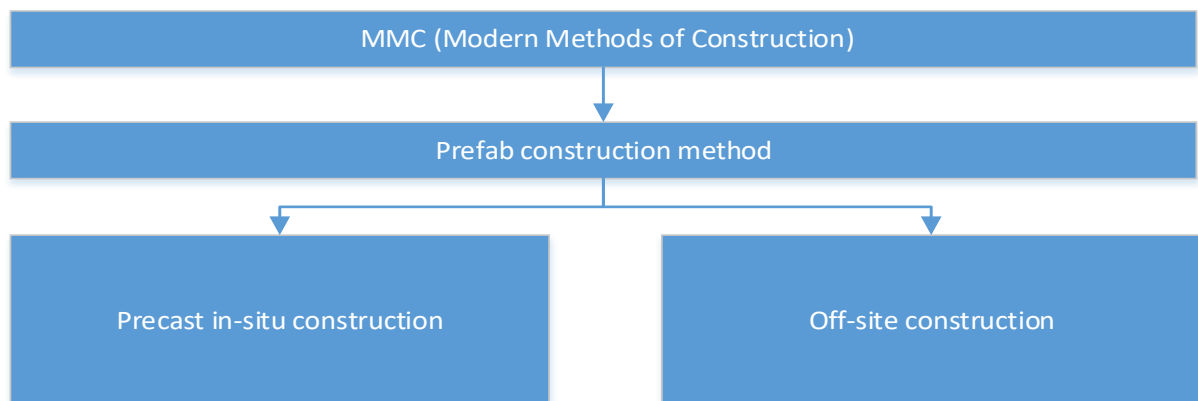 MMC (Modern Methods of Construction)
Prefab construction method
Precast in-situ construction
Off-site construction